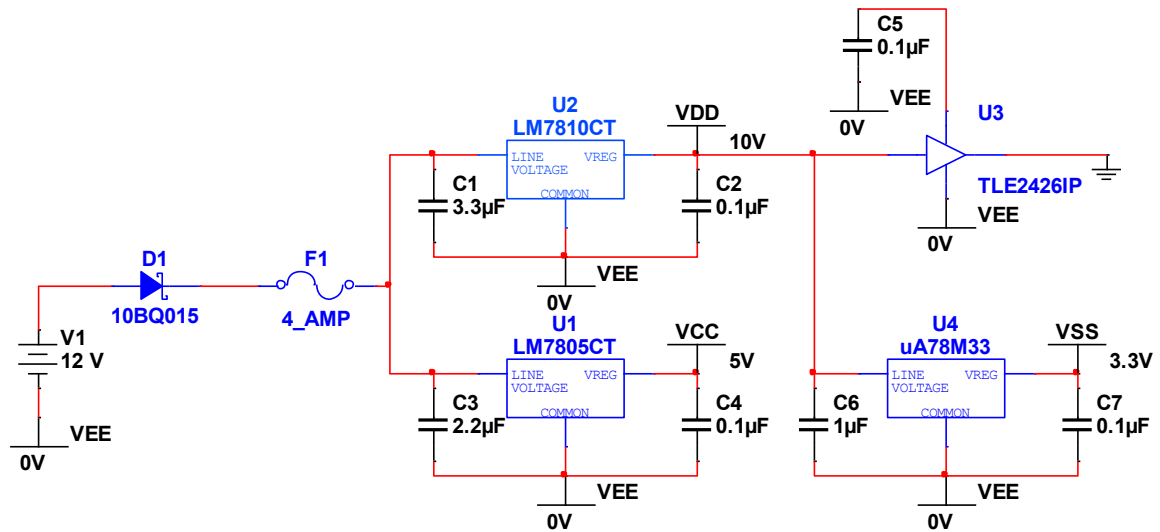 C5
0.1µF
VEE
0V
U3
TLE2426IP
VEE
0V
U2
LM7810CT
LINE
VOLTAGE
VREG
COMMON
VDD
10V
C1
3.3µF
C2
0.1µF
VEE
0V
D1
10BQ015
F1
4_AMP
V1
12 V
VEE
0V
U1
LM7805CT
LINE
VOLTAGE
VREG
COMMON
VCC
5V
C3
2.2µF
C4
0.1µF
VEE
0V
U4
uA78M33
LINE
VOLTAGE
VREG
COMMON
VSS
3.3V
C6
1µF
C7
0.1µF
VEE
0V